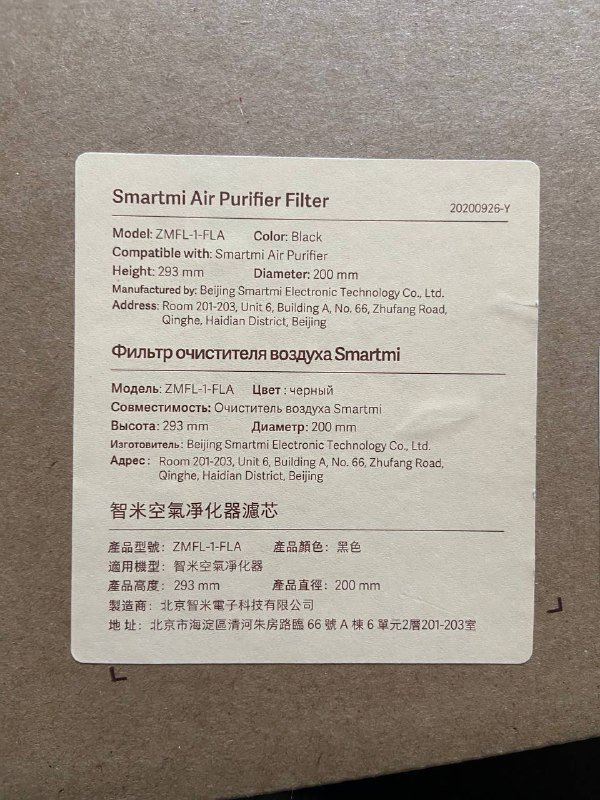 Smartmi Air Purifier Filter 20200926-Y
Model: ZMFL-1-FLA Color: Black
Compatible with: Smartmi Air Purifier
Height: 293 mm Diameter: 200 mm
Manufactured by: Beijing Smartmi Electronic Technology Co., Ltd.
Address: Room 201-203, Unit 6, Building A, No. 66, Zhufang Road,
Qinghe, Haidian District, Beijing
Фильтр очистителя воздуха Smartmi
Модель: ZMFL-1-FLA Цвет : черный
Совместимость: Очиститель воздуха Smartmi
Высота: 293 mm Диаметр: 200 mm
Изготовитель: Beijing Smartmi Electronic Technology Co., Ltd.
Адрес: Room 201-203, Unit 6, Building A, No. 66, Zhufang Road,
Qinghe, Haidian District, Beijing
智米空氣凈化器濾芯
產品型號: ZMFL-1-FLA 產品顏色: 黑色
適用機型: 智米空氣凈化器
產品高度: 293 mm 產品直徑: 200 mm
製造商: 北京智米電子科技有限公司
地 址: 北京市海淀區清河朱房路臨 66 號 A 棟 6 單元2層201-203室